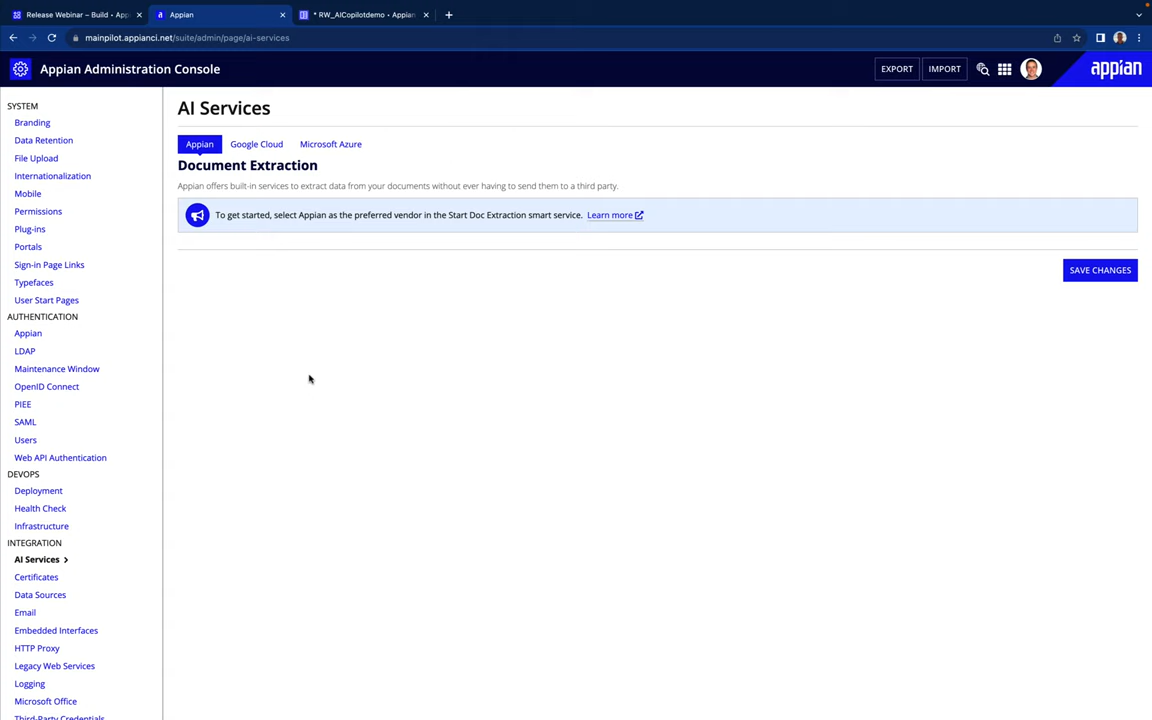 Release Webinar – Build • App
Appian
* RW_AICopilotdemo • Appian
mainpilot.appianci.net/suite/admin/page/ai-services
Appian Administration Console
EXPORT
IMPORT
appian
SYSTEM
Branding
Data Retention
File Upload
Internationalization
Mobile
Permissions
Plug-ins
Portals
Sign-in Page Links
Typefaces
User Start Pages
AUTHENTICATION
Appian
LDAP
Maintenance Window
OpenID Connect
PIEE
SAML
Users
Web API Authentication
DEVOPS
Deployment
Health Check
Infrastructure
INTEGRATION
AI Services
Certificates
Data Sources
Email
Embedded Interfaces
HTTP Proxy
Legacy Web Services
Logging
Microsoft Office
Third-Party Credentials
AI Services
Appian
Google Cloud
Microsoft Azure
Document Extraction
Appian offers built-in services to extract data from your documents without ever having to send them to a third party.
To get started, select Appian as the preferred vendor in the Start Doc Extraction smart service. Learn more
SAVE CHANGES